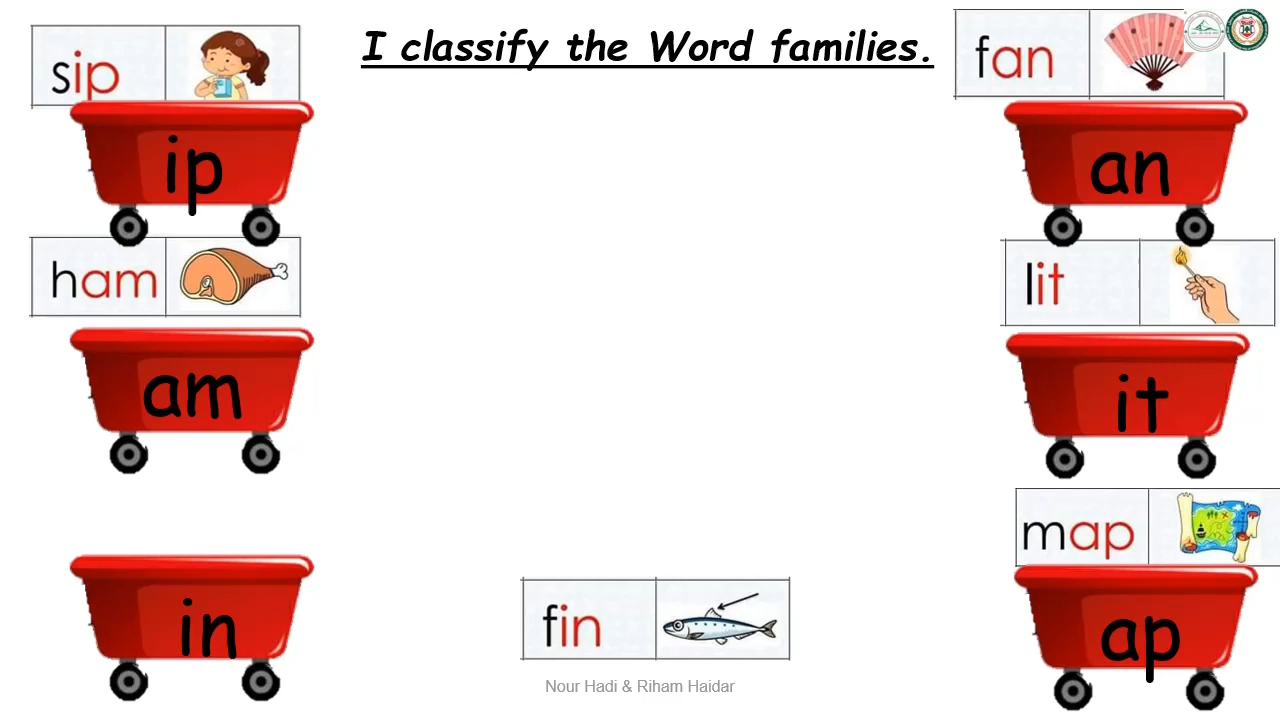 I classify the Word families.
sip
ip
fan
an
ham
am
lit
it
map
ap
in
fin
Nour Hadi & Riham Haidar